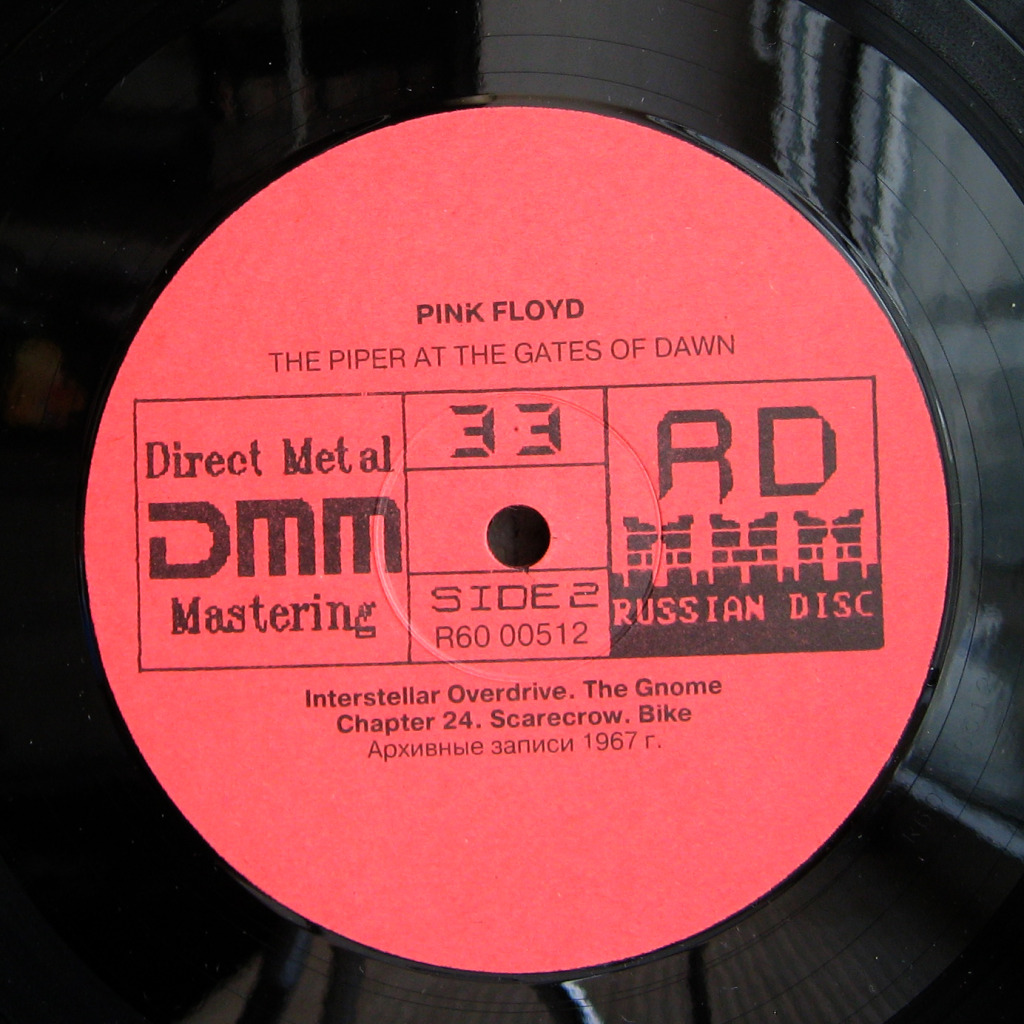 PINK FLOYD
THE PIPER AT THE GATES OF DAWN
Direct Metal
DMM
Mastering
33
SIDE 2
R60 00512
RD
RUSSIAN DISC
Interstellar Overdrive. The Gnome
Chapter 24. Scarecrow. Bike
Архивные записи 1967 г.